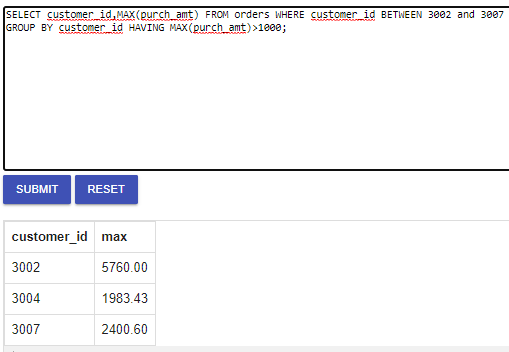 SELECT customer_id,MAX(purch_amt) FROM orders WHERE customer_id BETWEEN 3002 and 3007
GROUP BY customer_id HAVING MAX(purch_amt)>1000;
SUBMIT RESET
customer_id max
3002 5760.00
3004 1983.43
3007 2400.60